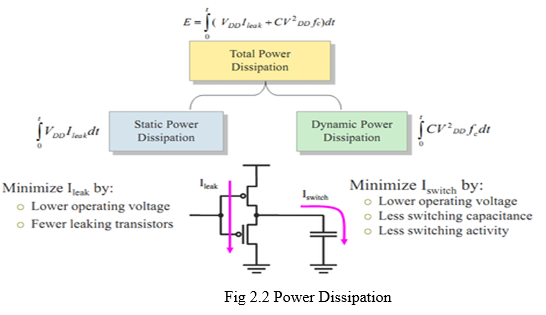 E = ∫₀ᵗ ( V_DD I_leak + CV²_DD f_c)dt
Total Power
Dissipation
∫₀ᵗ V_DD I_leak dt
Static Power
Dissipation
Dynamic Power
Dissipation
∫₀ᵗ CV²_DD f_c dt
Minimize I_leak by:
Lower operating voltage
Fewer leaking transistors
I_leak
I_switch
Minimize I_switch by:
Lower operating voltage
Less switching capacitance
Less switching activity
Fig 2.2 Power Dissipation